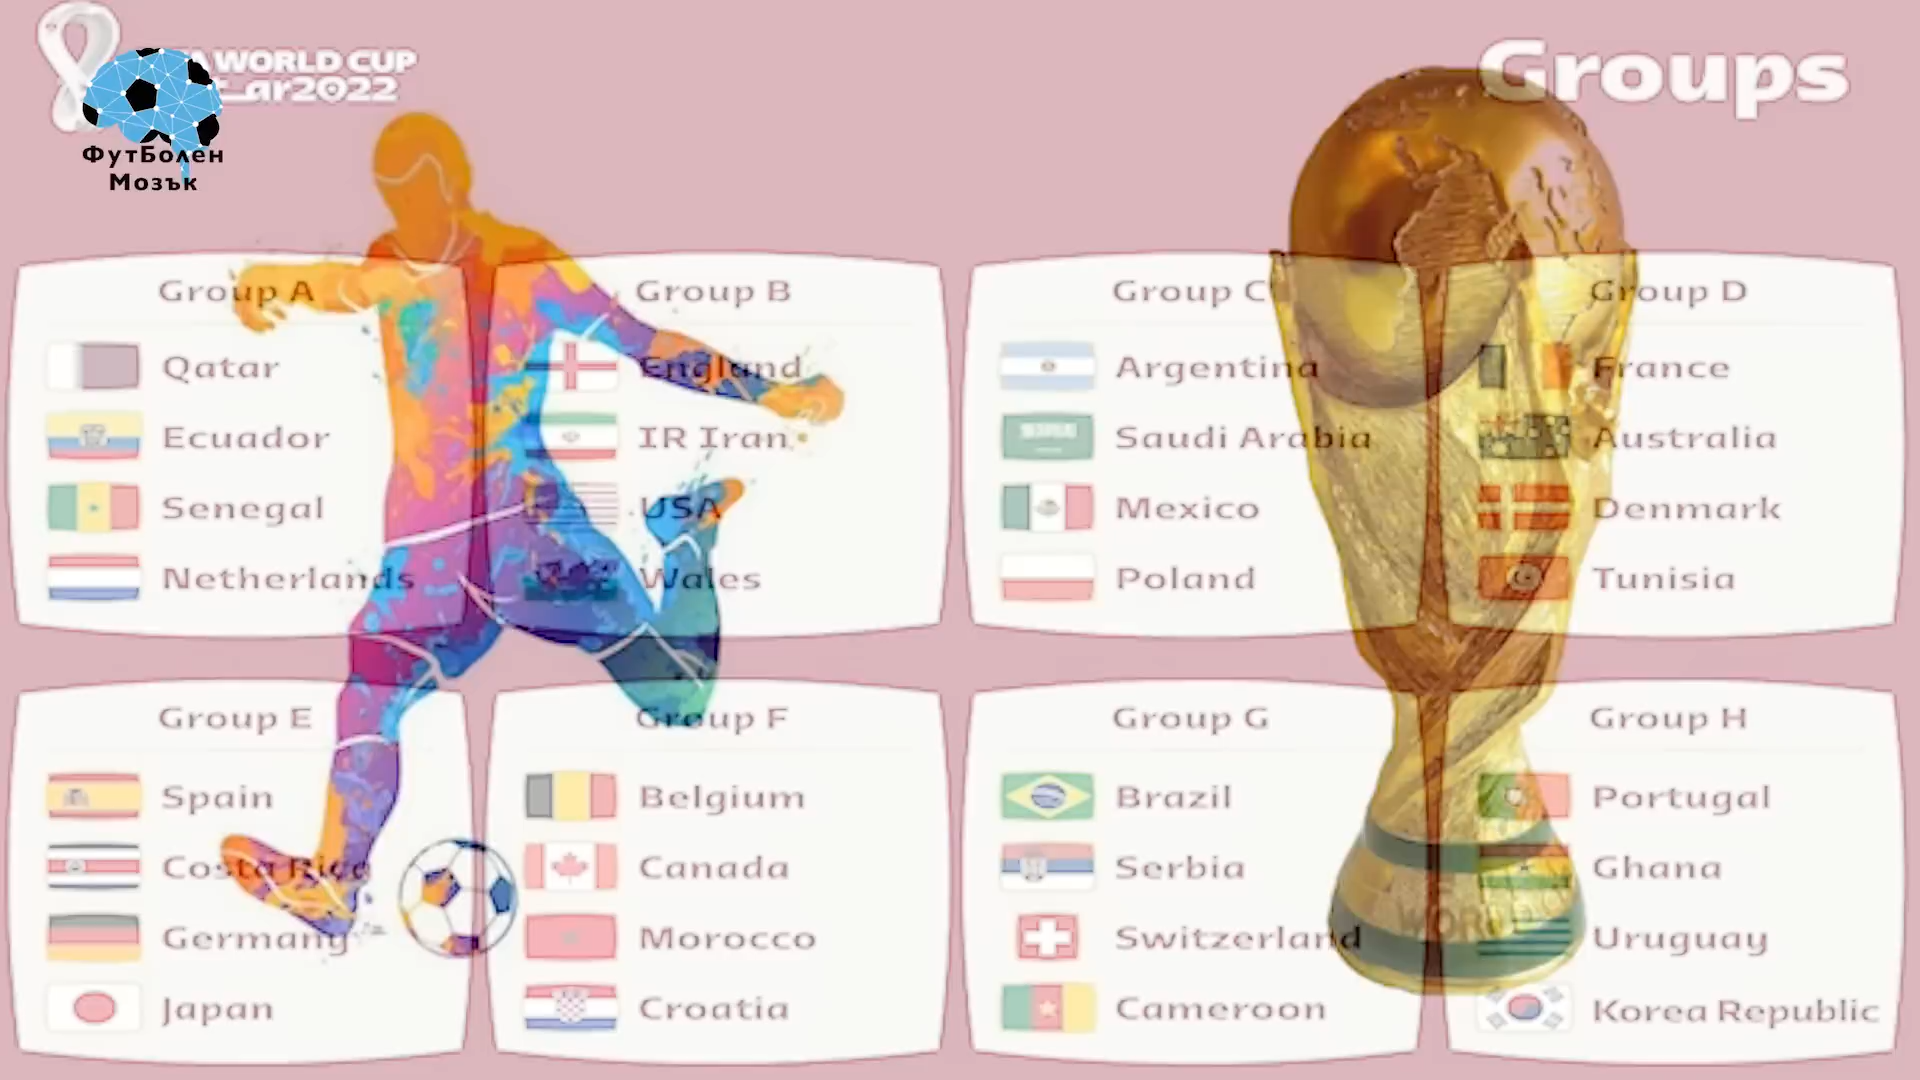 WORLD CUP
ar2022
ФутБолен
Мозък
Groups
Group A
Qatar
Ecuador
Senegal
Netherlands
Group B
England
IR Iran
USA
Wales
Group C
Argentina
Saudi Arabia
Mexico
Poland
Group D
France
Australia
Denmark
Tunisia
Group E
Spain
Costa Rica
Germany
Japan
Group F
Belgium
Canada
Morocco
Croatia
Group G
Brazil
Serbia
Switzerland
Cameroon
Group H
Portugal
Ghana
Uruguay
Korea Republic